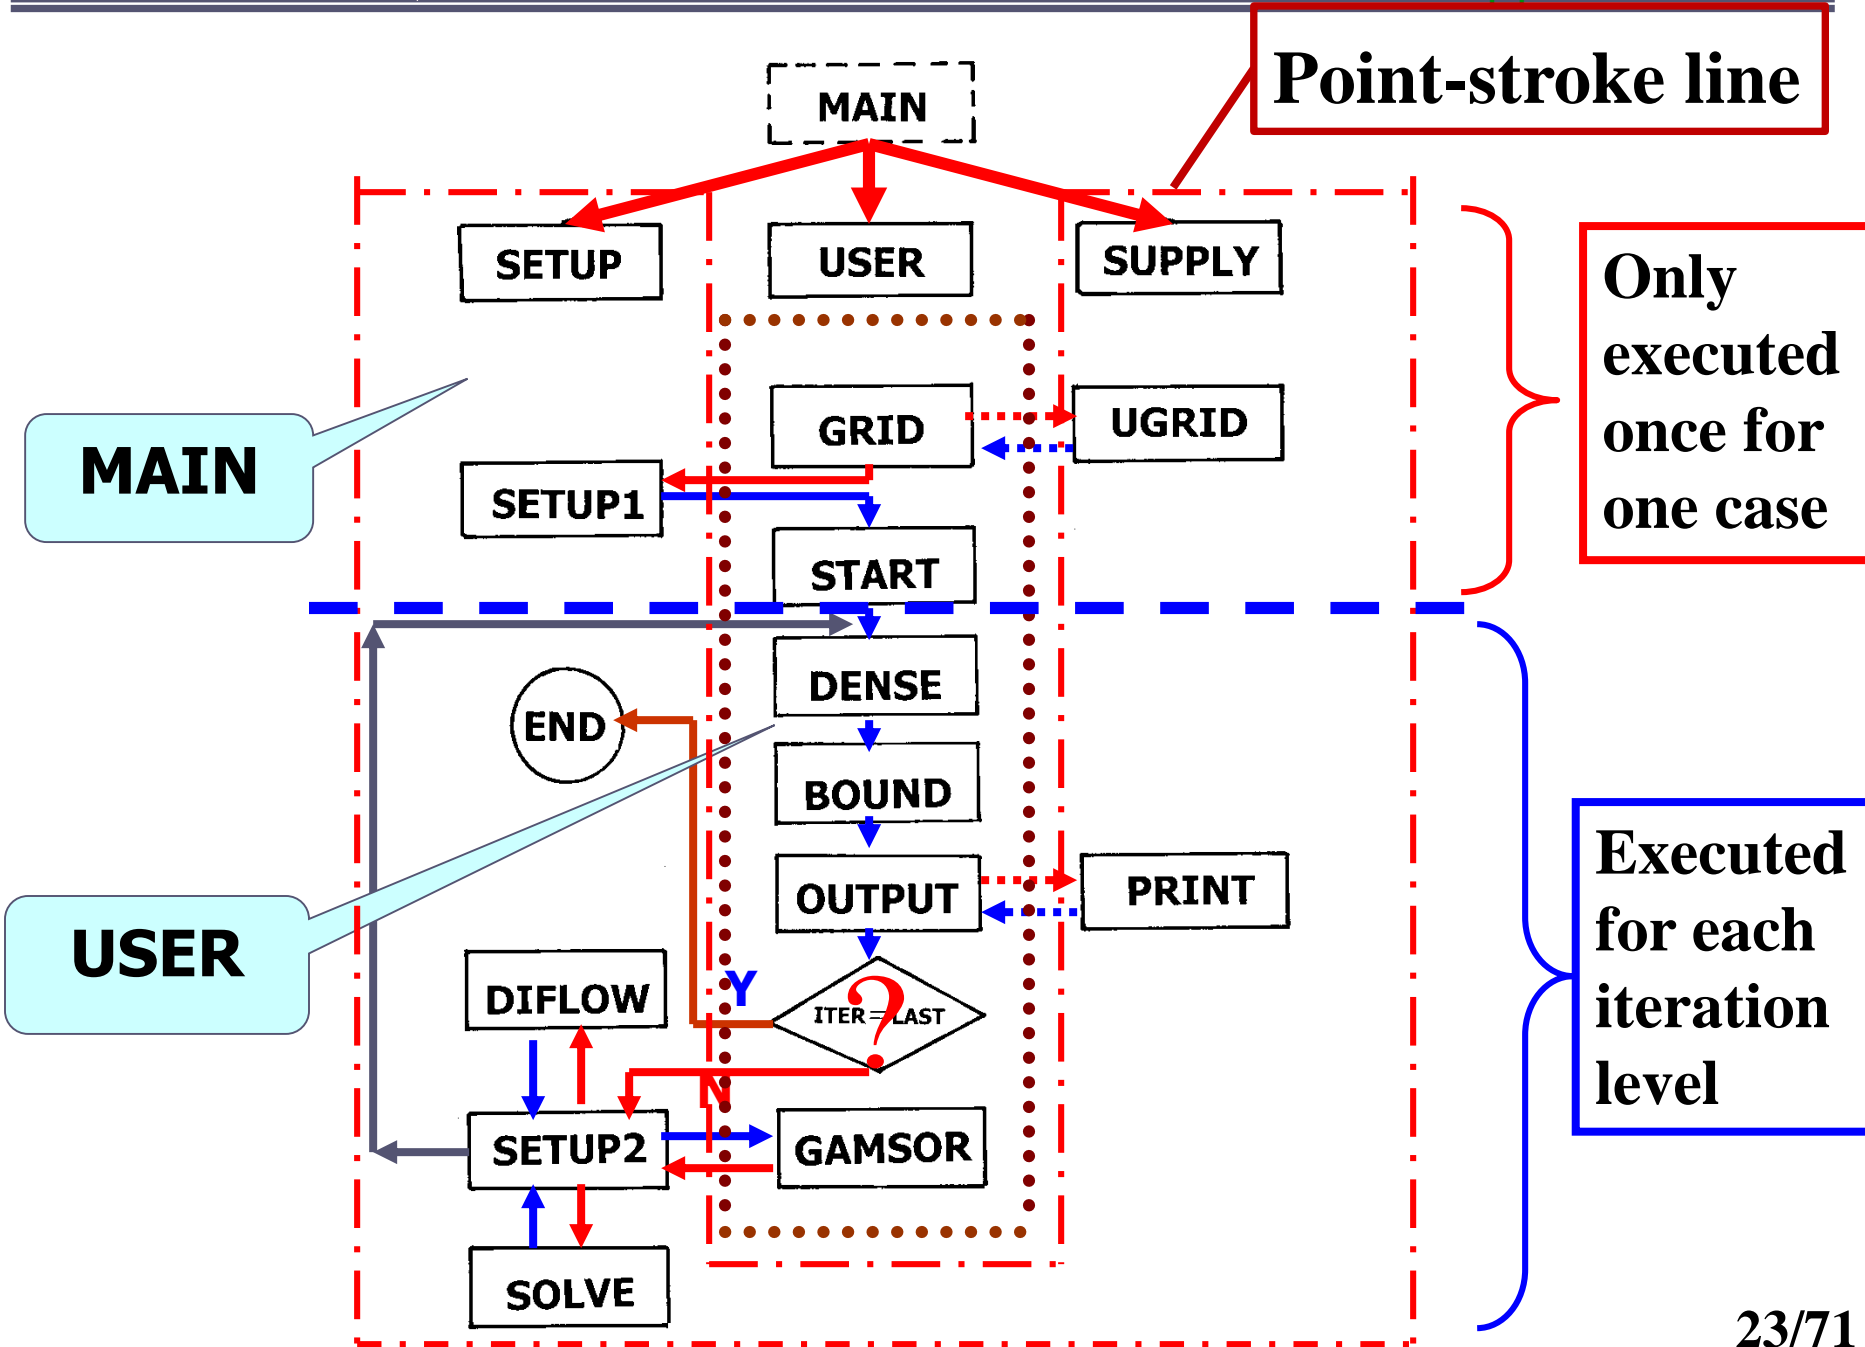 Point-stroke line
MAIN
SETUP
USER
SUPPLY
Only
executed
once for
one case
GRID
UGRID
MAIN
SETUP1
START
DENSE
END
BOUND
Executed
for each
iteration
level
OUTPUT
PRINT
USER
DIFLOW
Y
ITER=LAST
?
N
SETUP2
GAMSOR
SOLVE
23/71